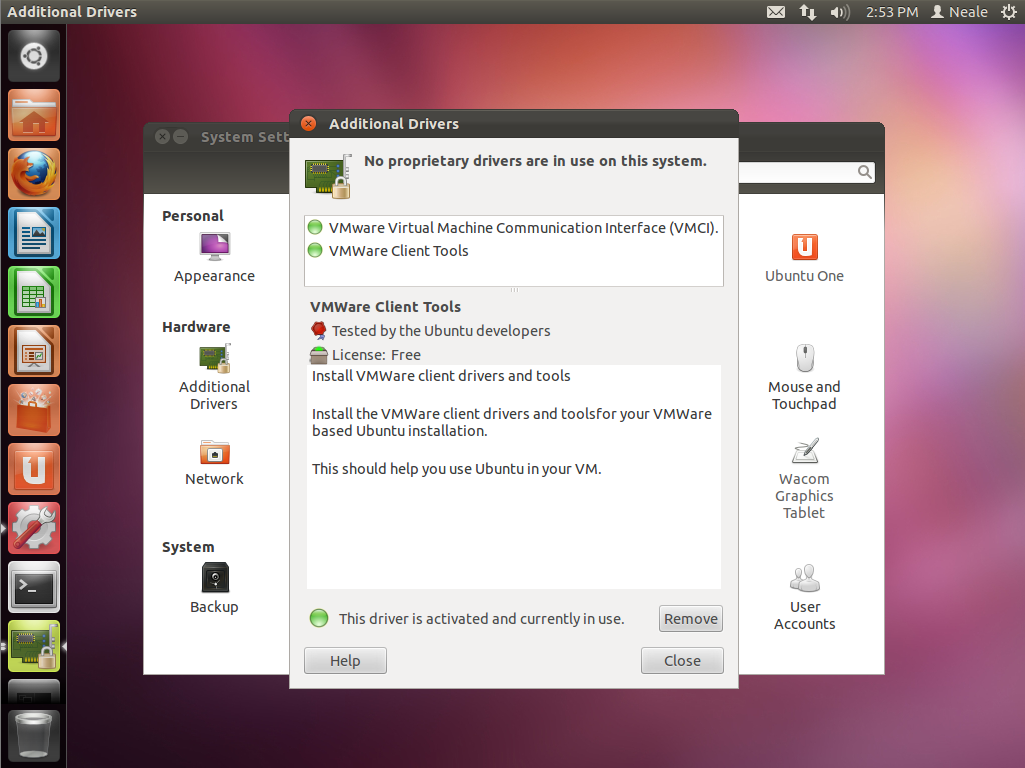 Additional Drivers
2:53 PM
Neale
System Sett
Additional Drivers
No proprietary drivers are in use on this system.
VMware Virtual Machine Communication Interface (VMCI).
VMWare Client Tools
VMWare Client Tools
Tested by the Ubuntu developers
License: Free
Install VMWare client drivers and tools
Install the VMWare client drivers and toolsfor your VMWare
based Ubuntu installation.
This should help you use Ubuntu in your VM.
This driver is activated and currently in use.
Remove
Help
Close
Personal
Appearance
Ubuntu One
Hardware
Additional
Drivers
Mouse and
Touchpad
Network
Wacom
Graphics
Tablet
System
Backup
User
Accounts